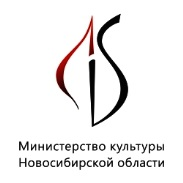 Министерство культуры
Новосибирской области